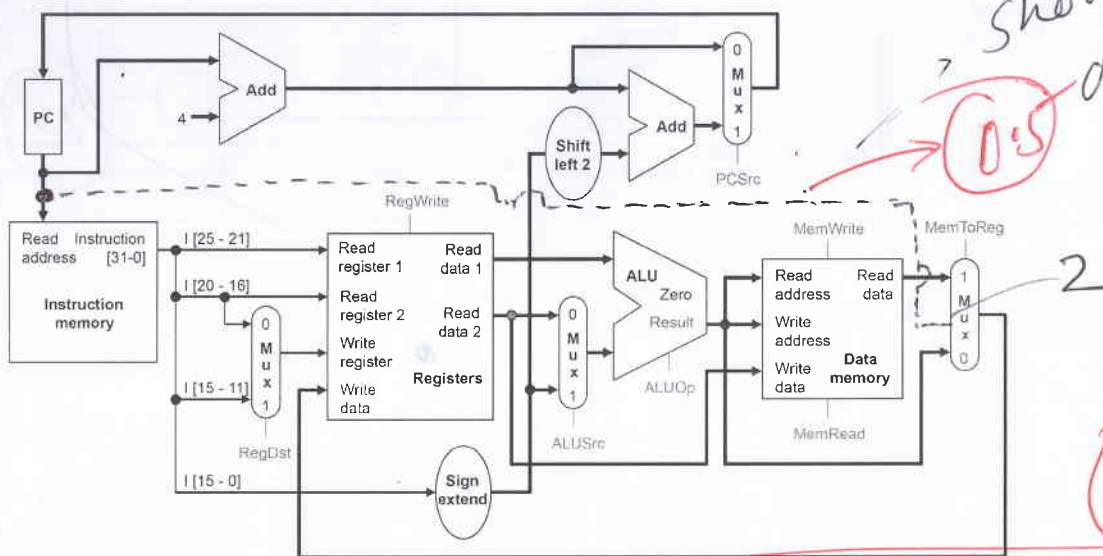 Sho
0
M
u
x
1
PCSrc
Add
PC
4
Add
Shift
left 2
0.5
0
RegWrite
MemWrite
MemToReg
Read Instruction
address [31-0]
Instruction
memory
I [25 - 21]
I [20 - 16]
I [15 - 11]
I [15 - 0]
0
M
u
x
1
RegDst
Read
register 1
Read
data 1
Read
register 2
Read
data 2
Write
register
Write
data
Registers
Sign
extend
0
M
u
x
1
ALUSrc
ALU
Zero
Result
ALUOp
Read
address
Read
data
Write
address
Write
data
Data
memory
MemRead
1
M
u
x
0
2